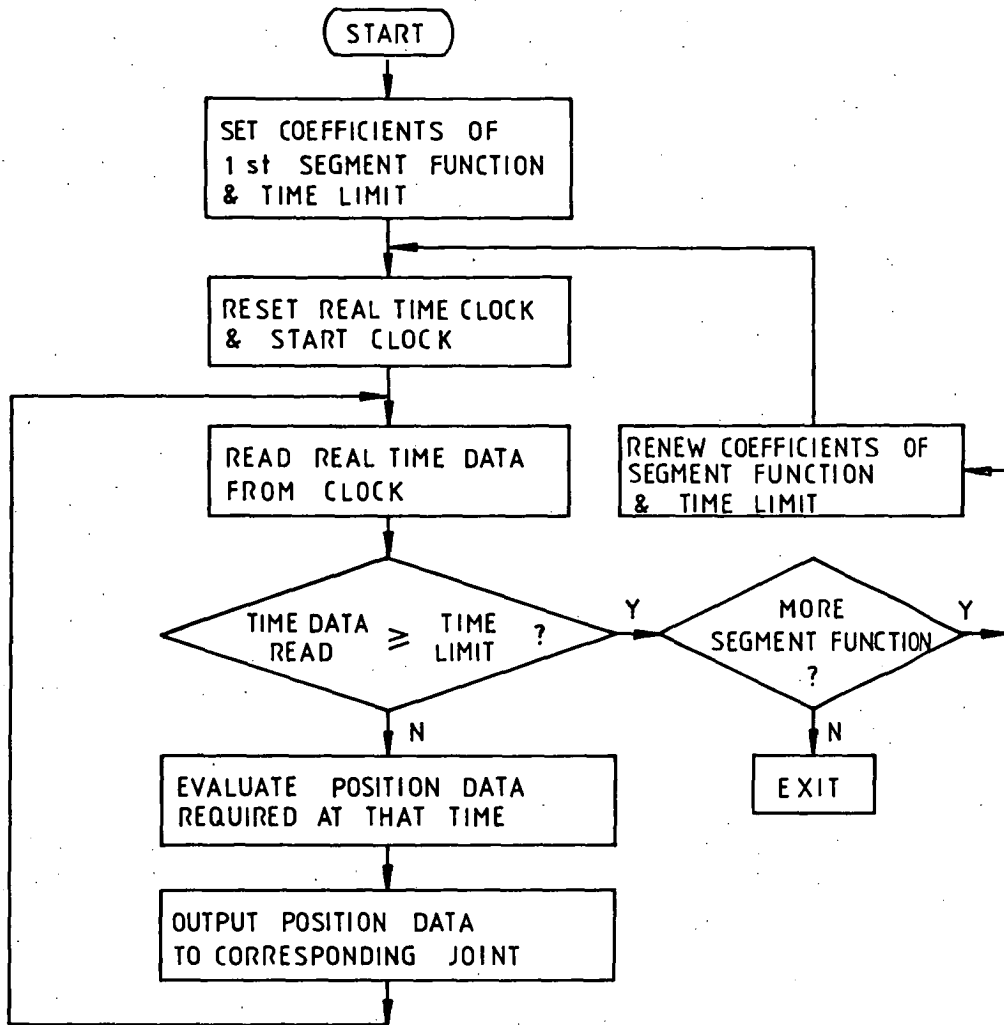 START
SET COEFFICIENTS OF
1 st SEGMENT FUNCTION
& TIME LIMIT
RESET REAL TIME CLOCK
& START CLOCK
READ REAL TIME DATA
FROM CLOCK
RENEW COEFFICIENTS OF
SEGMENT FUNCTION
& TIME LIMIT
TIME DATA
READ
≥
TIME
LIMIT
?
Y
MORE
SEGMENT FUNCTION
?
Y
N
N
EVALUATE POSITION DATA
REQUIRED AT THAT TIME
EXIT
OUTPUT POSITION DATA
TO CORRESPONDING JOINT